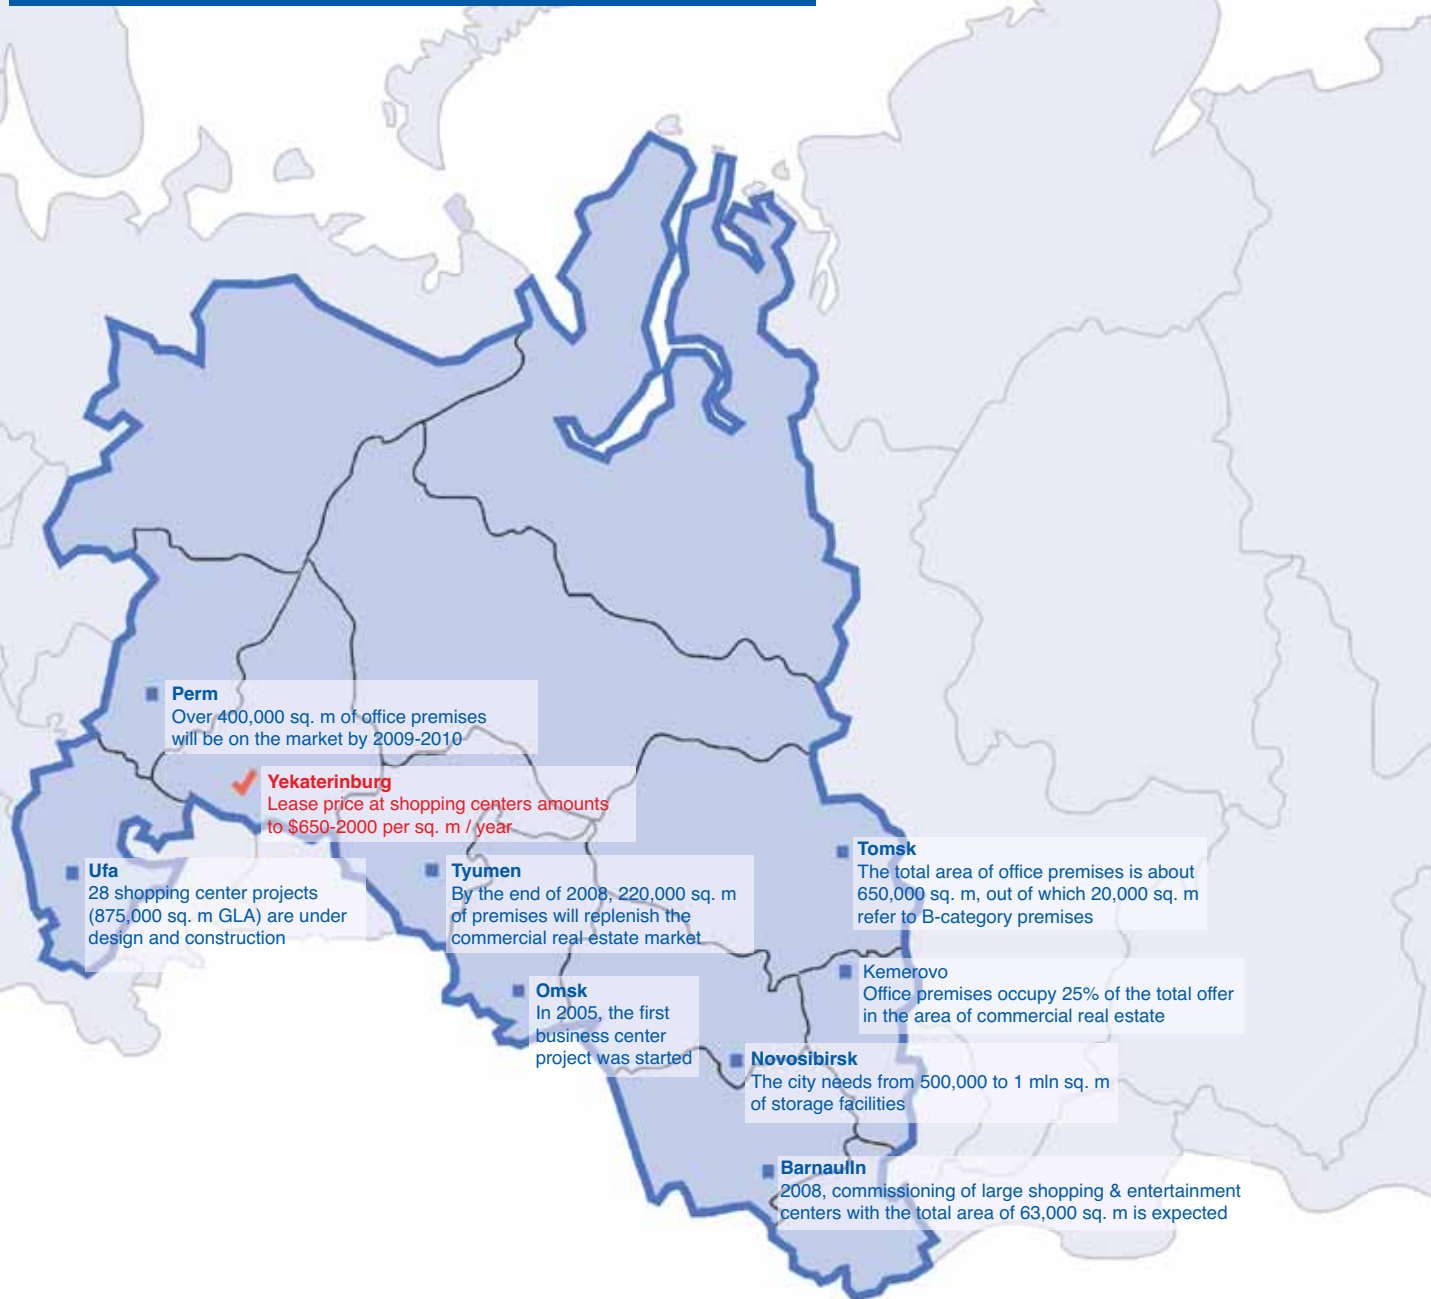 Perm
Over 400,000 sq. m of office premises
will be on the market by 2009-2010
Yekaterinburg
Lease price at shopping centers amounts
to $650-2000 per sq. m / year
Ufa
28 shopping center projects
(875,000 sq. m GLA) are under
design and construction
Tyumen
By the end of 2008, 220,000 sq. m
of premises will replenish the
commercial real estate market
Tomsk
The total area of office premises is about
650,000 sq. m, out of which 20,000 sq. m
refer to B-category premises
Omsk
In 2005, the first
business center
project was started
Kemerovo
Office premises occupy 25% of the total offer
in the area of commercial real estate
Novosibirsk
The city needs from 500,000 to 1 mln sq. m
of storage facilities
BarnaulIn
2008, commissioning of large shopping & entertainment
centers with the total area of 63,000 sq. m is expected